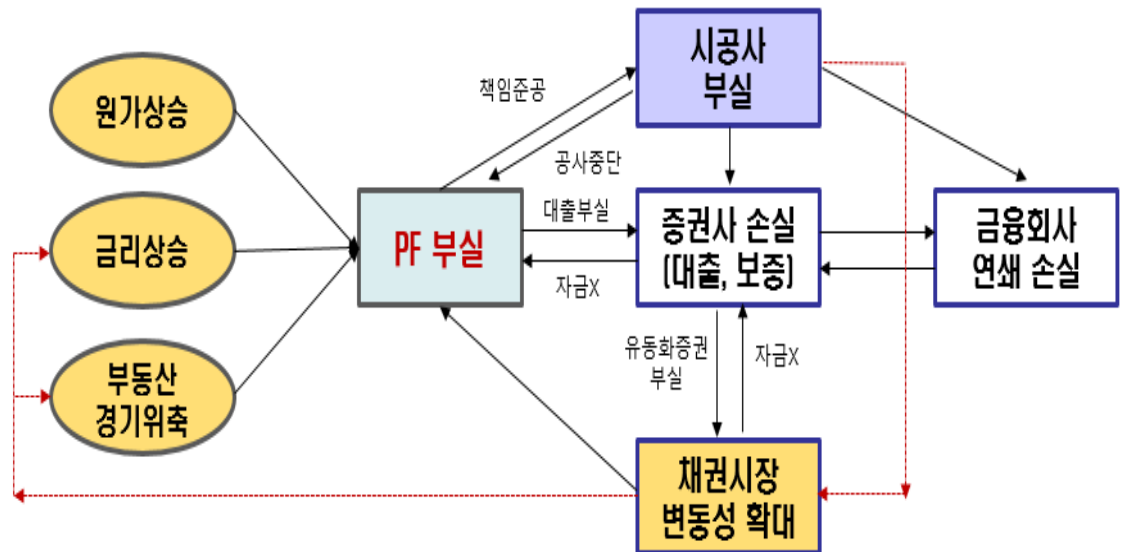 시공사
부실
책임준공
원가상승
공사중단
대출부실
금리상승
PF 부실
증권사 손실
(대출, 보증)
금융회사
연쇄 손실
자금X
유동화증권
부실
자금X
부동산
경기위축
채권시장
변동성 확대